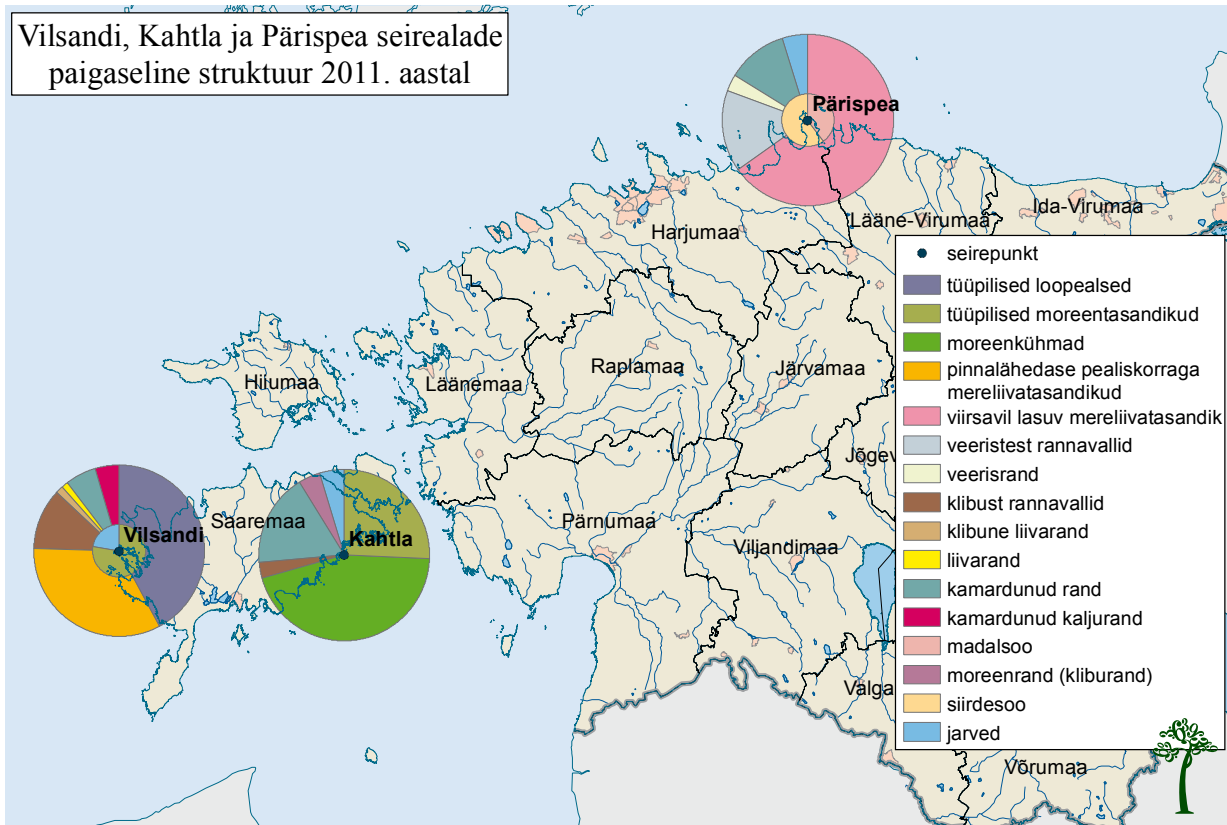 Vilsandi, Kahtla ja Pärispea seirealade
paigaseline struktuur 2011. aastal
Pärispea
Harjumaa
Lääne-Virumaa
Ida-Virumaa
Hiiumaa
Läänemaa
Raplamaa
Järvamaa
Jõgev
Saaremaa
Vilsandi
Kahtla
Pärnumaa
Viljandimaa
Valga
Võrumaa
seirepunkt
tüüpilised loopealsed
tüüpilised moreentasandikud
moreenkühmad
pinnalähedase pealiskorraga
mereliivatasandikud
viirsavil lasuv mereliivatasandik
veeristest rannavallid
veerisrand
klibust rannavallid
klibune liivarand
liivarand
kamardunud rand
kamardunud kaljurand
madalsoo
moreenrand (kliburand)
siirdesoo
jarved